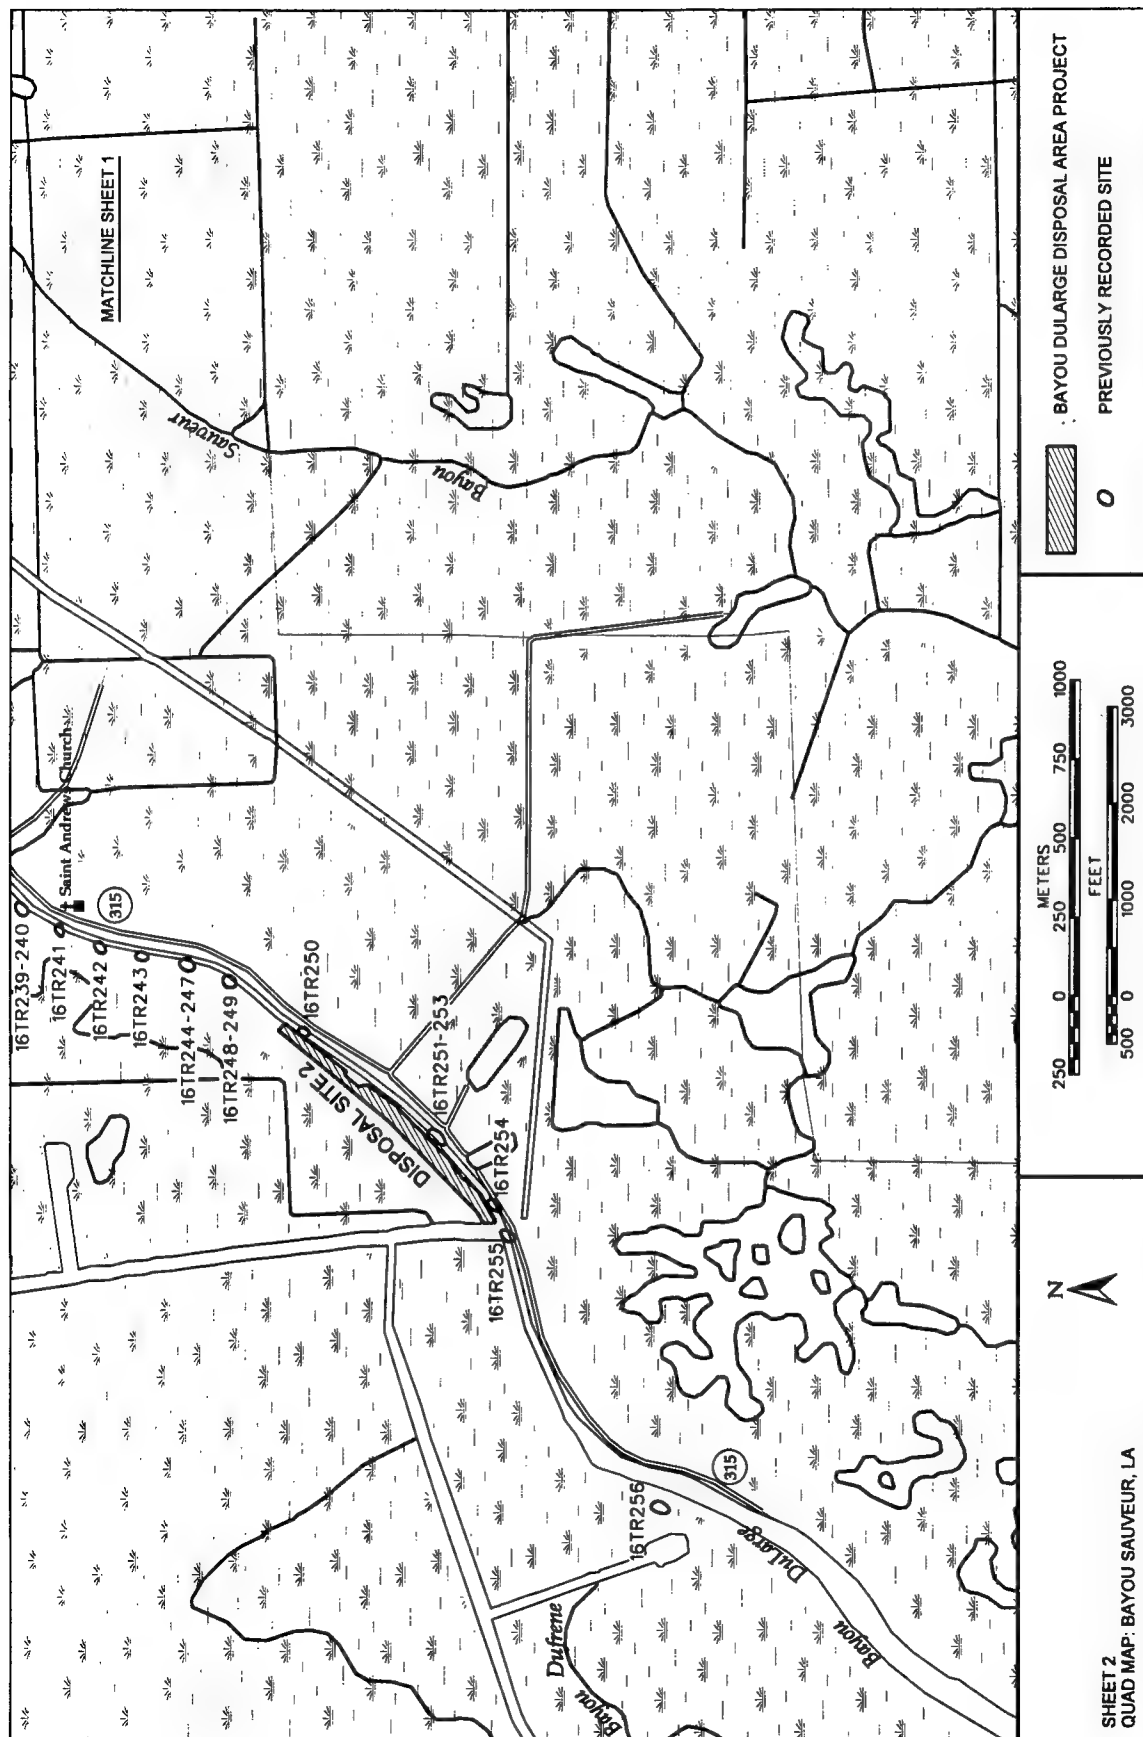 MATCHLINE SHEET 1
Saint Andrew Church
315
16TR239-240
16TR241
16TR242
16TR243
16TR244-247
16TR248-249
16TR250
DISPOSAL SITE 2
16TR251-253
16TR254
16TR255
16TR256
315
Bayou
Sauveur
Bayou
Dufrene
Bayou
DuLarge
SHEET 2
QUAD MAP: BAYOU SAUVEUR, LA
N
METERS
250 0 250 500 750 1000
FEET
500 0 1000 2000 3000
BAYOU DULARGE DISPOSAL AREA PROJECT
PREVIOUSLY RECORDED SITE